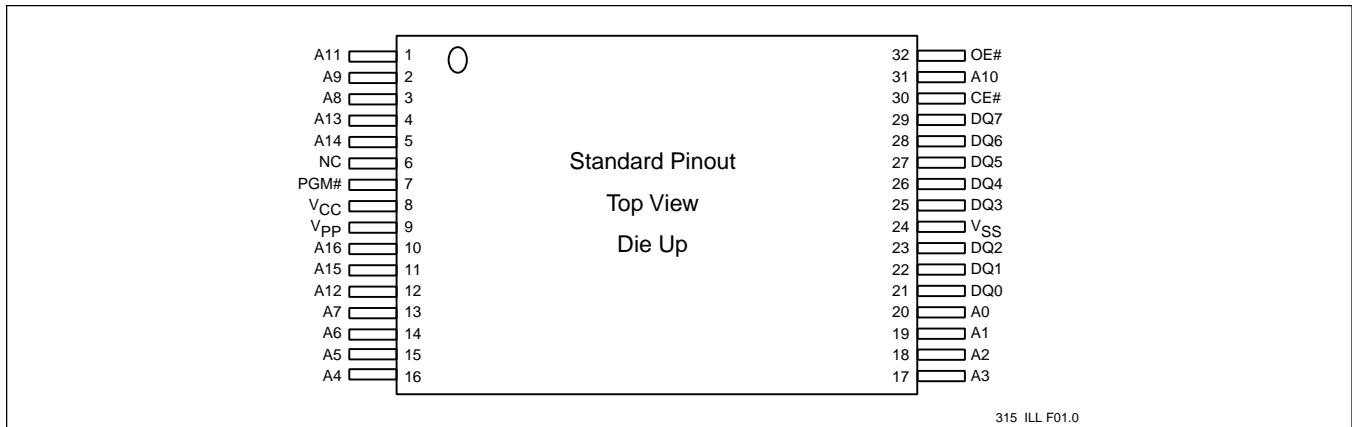 A11 1 32 OE#
A9 2 31 A10
A8 3 30 CE#
A13 4 29 DQ7
A14 5 28 DQ6
NC 6 27 DQ5
PGM# 7 26 DQ4
VCC 8 25 DQ3
VPP 9 24 VSS
A16 10 23 DQ2
A15 11 22 DQ1
A12 12 21 DQ0
A7 13 20 A0
A6 14 19 A1
A5 15 18 A2
A4 16 17 A3
Standard Pinout
Top View
Die Up
315 ILL F01.0